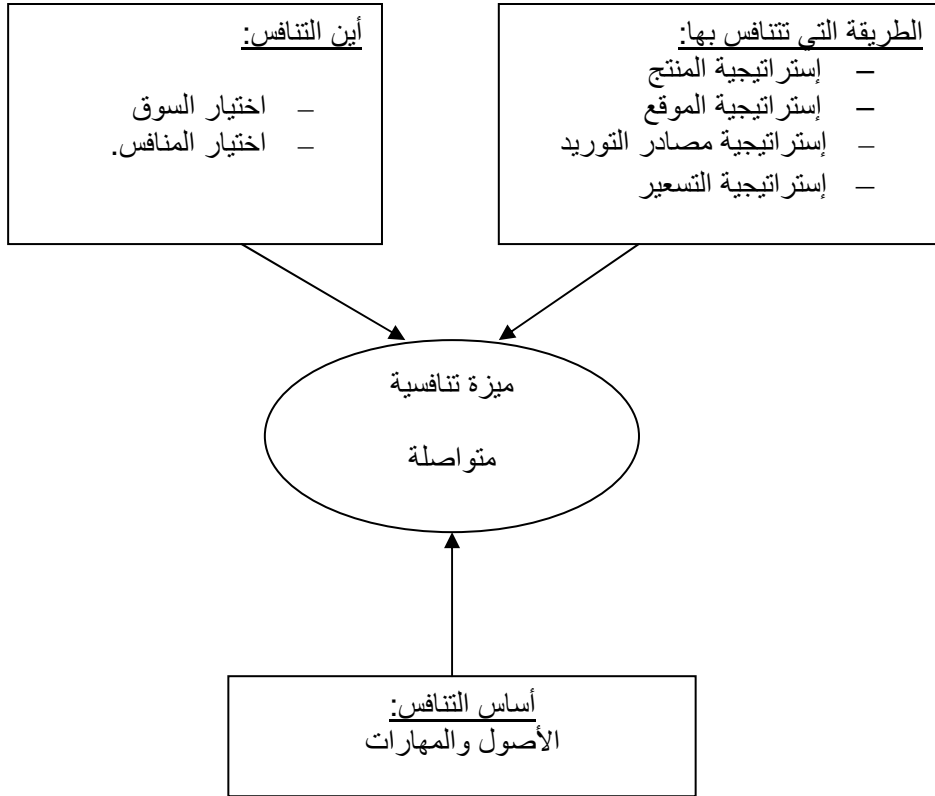 الطريقة التي تتنافس بها:
– إستراتيجية المنتج
– إستراتيجية الموقع
– إستراتيجية مصادر التوريد
– إستراتيجية التسعير
أين التنافس:
– اختيار السوق
– اختيار المنافس.
ميزة تنافسية
متواصلة
أساس التنافس:
الأصول والمهارات